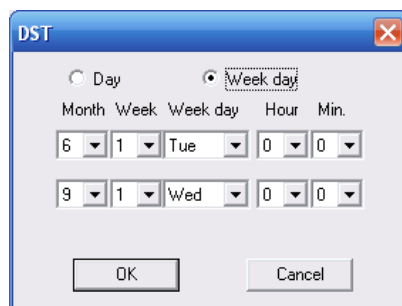 DST
Day Week day
Month Week Week day Hour Min.
6 1 Tue 0 0
9 1 Wed 0 0
OK Cancel